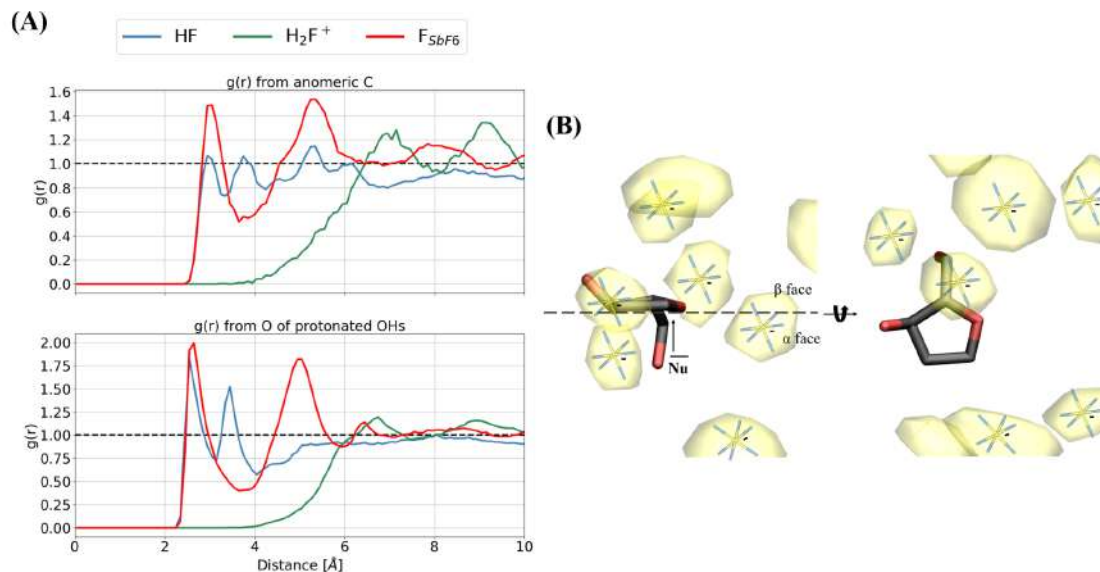 (A)
HF H₂F⁺ F_SbF6
g(r) from anomeric C
1.6
1.4
1.2
1.0
0.8
0.6
0.4
0.2
0.0
g(r)
g(r) from O of protonated OHs
2.00
1.75
1.50
1.25
1.00
0.75
0.50
0.25
0.00
g(r)
0 2 4 6 8 10
Distance [Å]
(B)
β face
α face
Nu